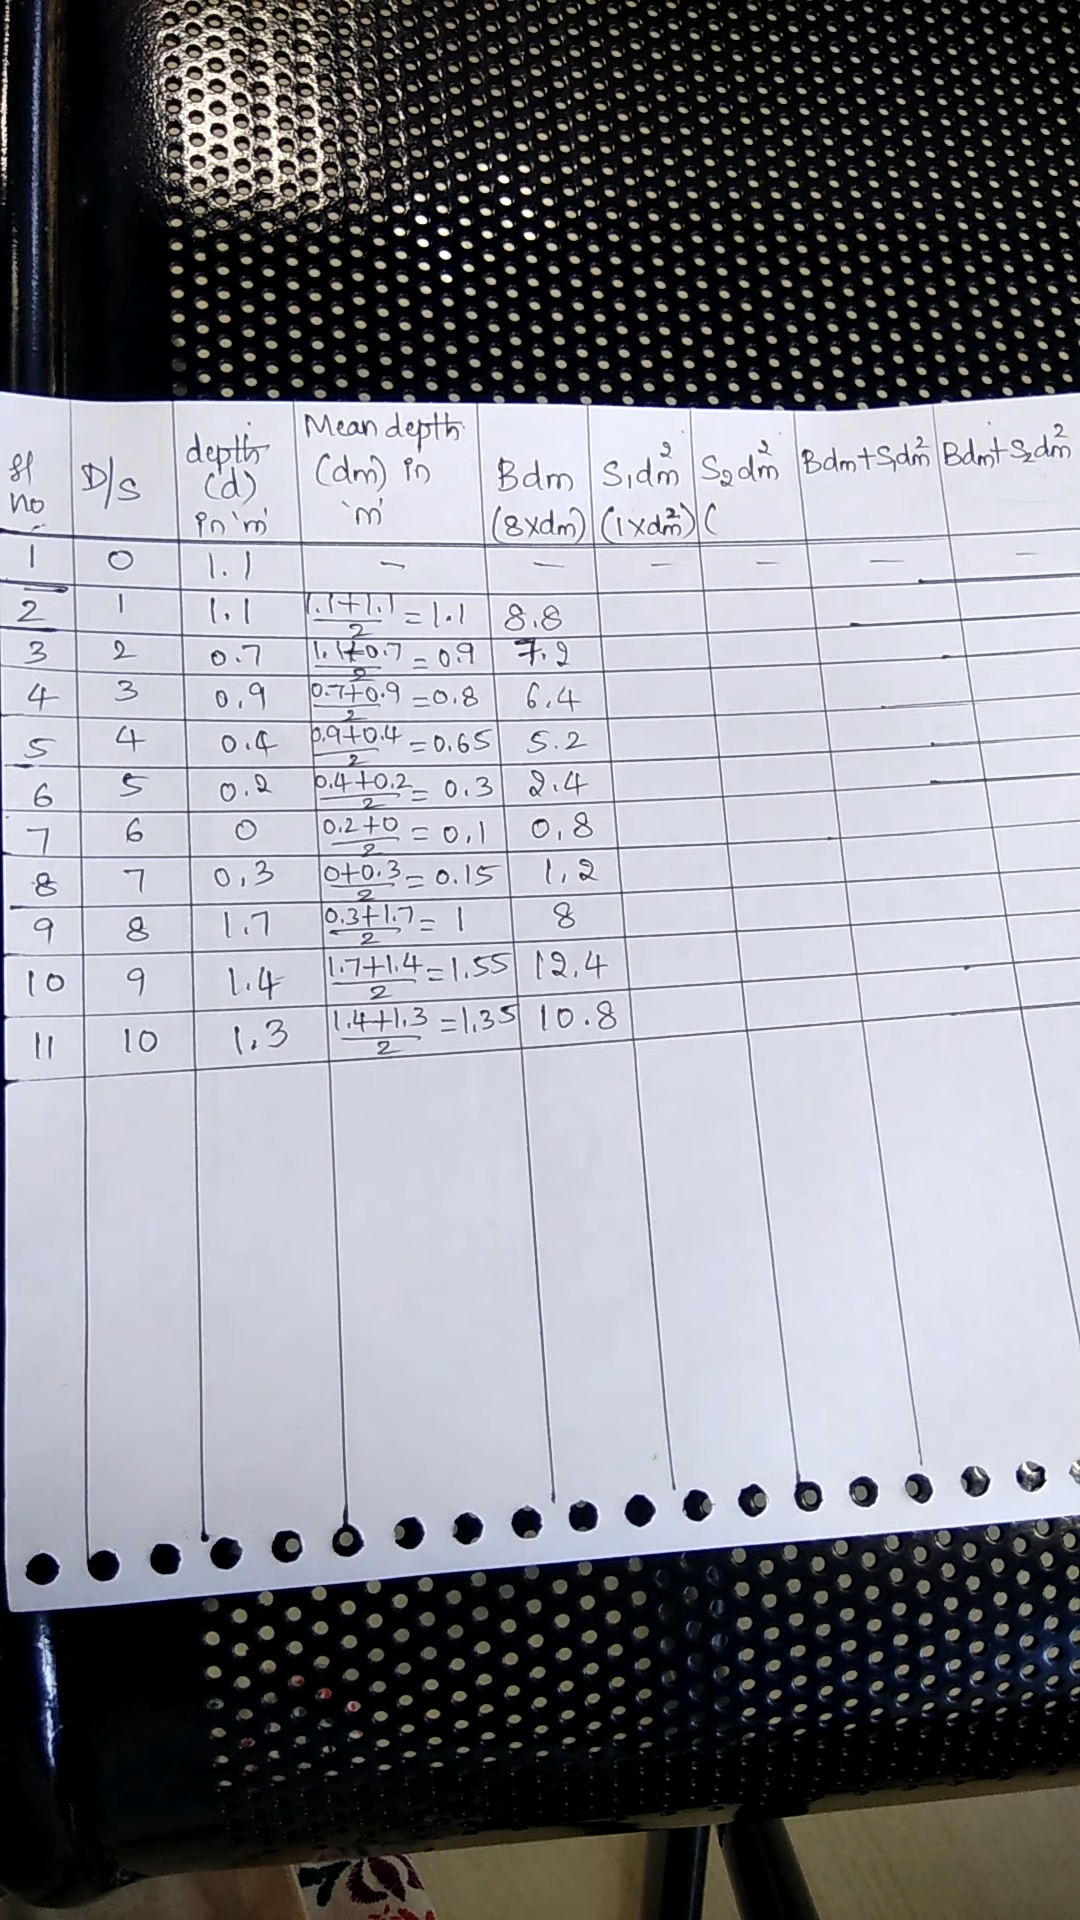 Sl no | D/s | depth (d) in 'm' | Mean depth (dm) in 'm' | Bdm (8xdm) | S₁dm² (1xdm²) | S₂dm² ( | Bdm+S₁dm² | Bdm+S₂dm²
1 | 0 | 1.1 | – | – | – | – | – | –
2 | 1 | 1.1 | 1.1+1.1/2 = 1.1 | 8.8
3 | 2 | 0.7 | 1.1+0.7/2 = 0.9 | 7.2
4 | 3 | 0.9 | 0.7+0.9/2 = 0.8 | 6.4
5 | 4 | 0.4 | 0.9+0.4/2 = 0.65 | 5.2
6 | 5 | 0.2 | 0.4+0.2/2 = 0.3 | 2.4
7 | 6 | 0 | 0.2+0/2 = 0.1 | 0.8
8 | 7 | 0.3 | 0+0.3/2 = 0.15 | 1.2
9 | 8 | 1.7 | 0.3+1.7/2 = 1 | 8
10 | 9 | 1.4 | 1.7+1.4/2 = 1.55 | 12.4
11 | 10 | 1.3 | 1.4+1.3/2 = 1.35 | 10.8